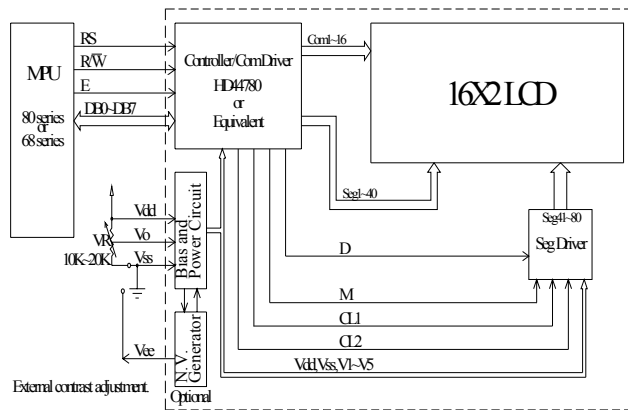 RS
R/W
E
DB0~DB7
MPU
80 series
or
68 series
Controller/Com Driver
HD44780
or
Equivalent
Com1~16
16X2 LCD
Seg1~40
Seg41~80
Seg Driver
D
M
CL1
CL2
Vdd,Vss,V1~V5
Vdd
Vo
Vss
VR
10K~20K
Bias and
Power Circuit
N.V.
Generator
Optional
Vee
External contrast adjustment.